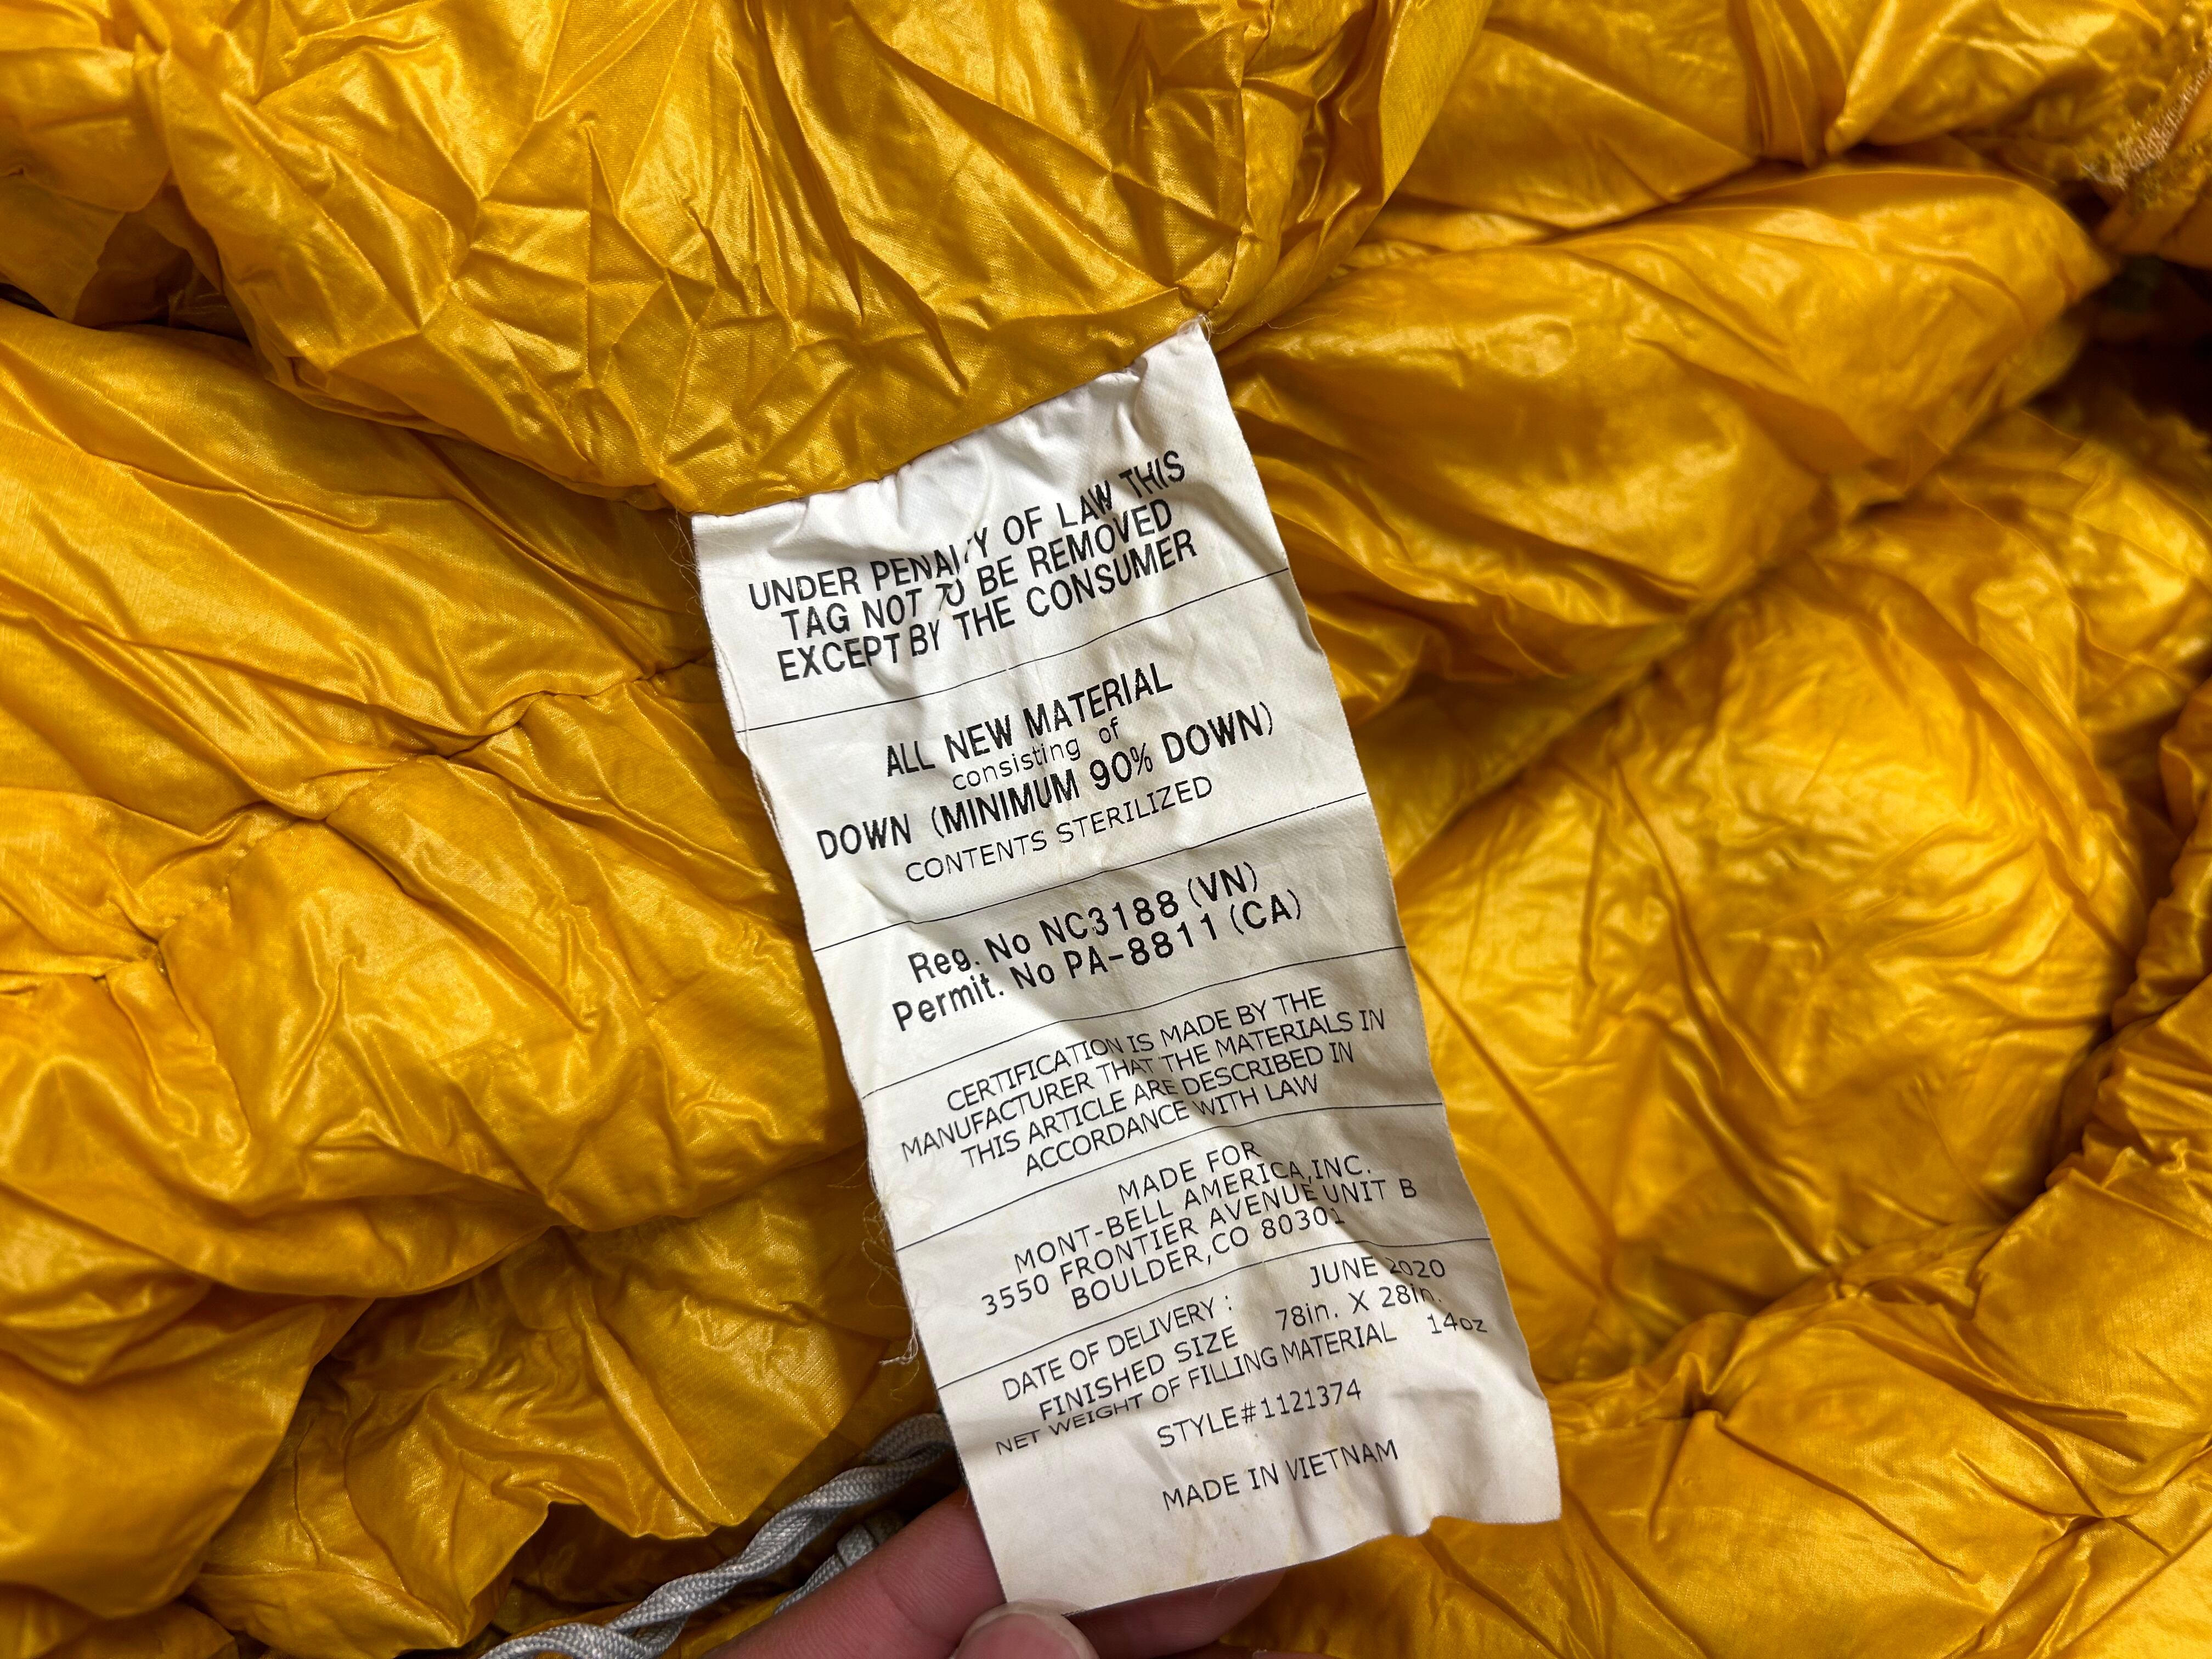 UNDER PENALTY OF LAW THIS
TAG NOT TO BE REMOVED
EXCEPT BY THE CONSUMER
ALL NEW MATERIAL
consisting of
DOWN (MINIMUM 90% DOWN)
CONTENTS STERILIZED
Reg. No NC3188 (VN)
Permit. No PA-8811 (CA)
CERTIFICATION IS MADE BY THE
MANUFACTURER THAT THE MATERIALS IN
THIS ARTICLE ARE DESCRIBED IN
ACCORDANCE WITH LAW
MADE FOR
MONT-BELL AMERICA,INC.
3550 FRONTIER AVENUE UNIT B
BOULDER,CO 80301
DATE OF DELIVERY : JUNE 2020
FINISHED SIZE 78in. X 28in.
NET WEIGHT OF FILLING MATERIAL 14oz
STYLE#1121374
MADE IN VIETNAM